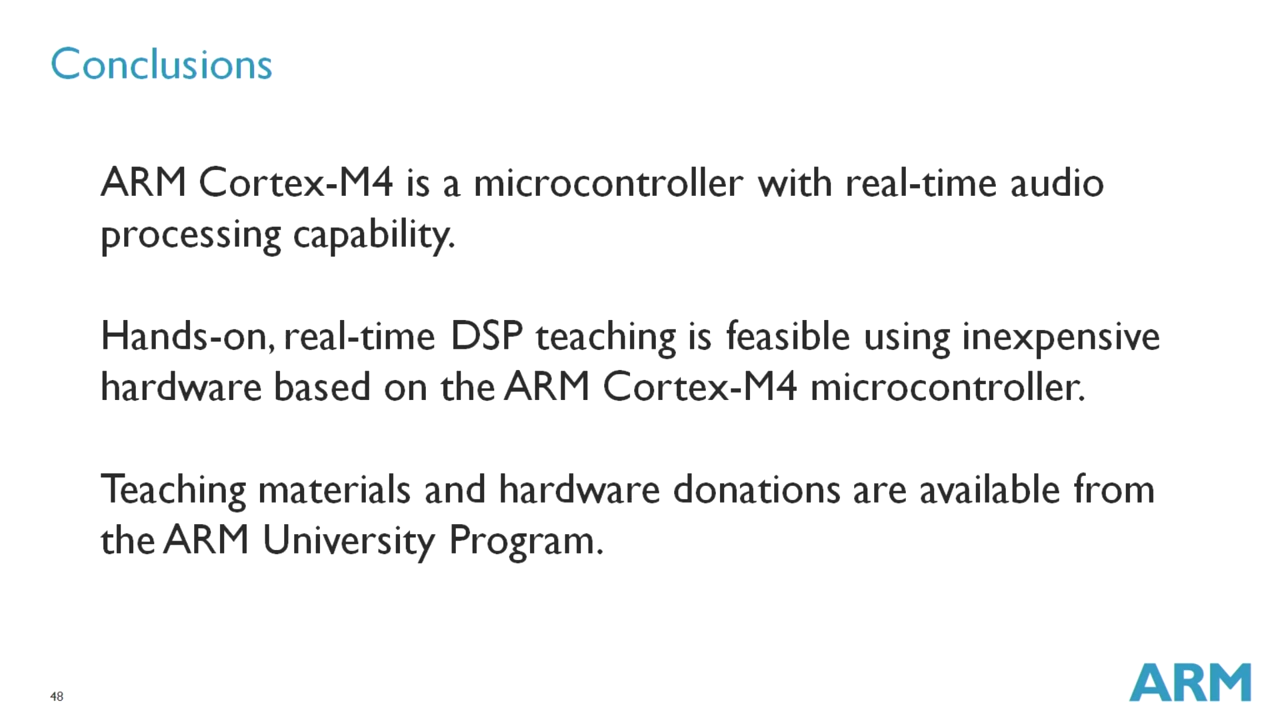 Conclusions
ARM Cortex-M4 is a microcontroller with real-time audio
processing capability.
Hands-on, real-time DSP teaching is feasible using inexpensive
hardware based on the ARM Cortex-M4 microcontroller.
Teaching materials and hardware donations are available from
the ARM University Program.
48
ARM